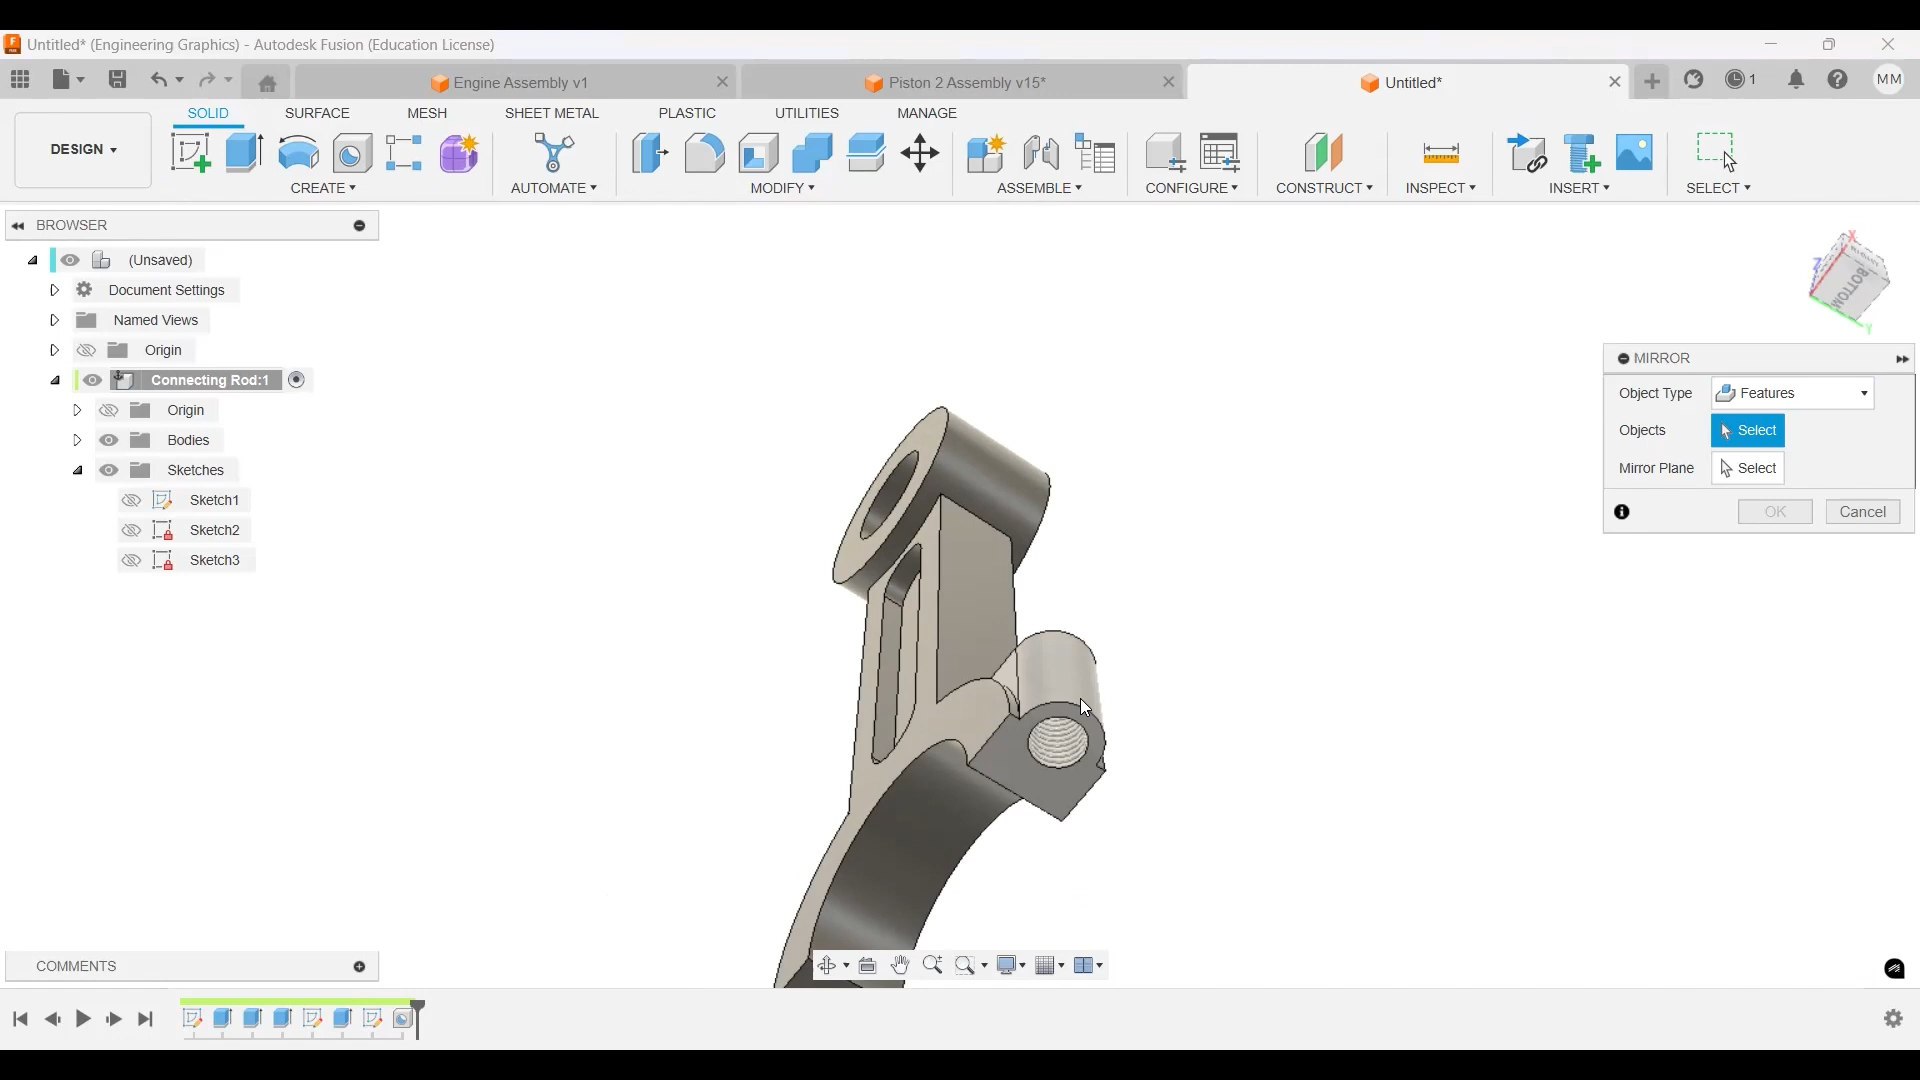 Untitled* (Engineering Graphics) - Autodesk Fusion (Education License)
Engine Assembly v1
Piston 2 Assembly v15*
Untitled*
1
MM
DESIGN
SOLID
SURFACE
MESH
SHEET METAL
PLASTIC
UTILITIES
MANAGE
CREATE
AUTOMATE
MODIFY
ASSEMBLE
CONFIGURE
CONSTRUCT
INSPECT
INSERT
SELECT
BROWSER
(Unsaved)
Document Settings
Named Views
Origin
Connecting Rod:1
Origin
Bodies
Sketches
Sketch1
Sketch2
Sketch3
X
Z
BOTTOM
Y
MIRROR
Object Type
Features
Objects
Select
Mirror Plane
Select
OK
Cancel
COMMENTS